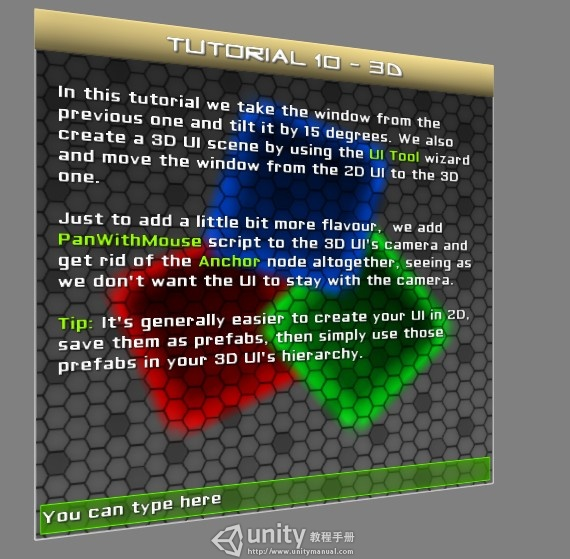 TUTORIAL 10 - 3D
In this tutorial we take the window from the
previous one and tilt it by 15 degrees. We also
create a 3D UI scene by using the UI Tool wizard
and move the window from the 2D UI to the 3D
one.
Just to add a little bit more flavour, we add
PanWithMouse script to the 3D UI's camera and
get rid of the Anchor node altogether, seeing as
we don't want the UI to stay with the camera.
Tip: It's generally easier to create your UI in 2D,
save them as prefabs, then simply use those
prefabs in your 3D UI's hierarchy.
You can type here
unity 教程手册
http://www.unitymanual.com